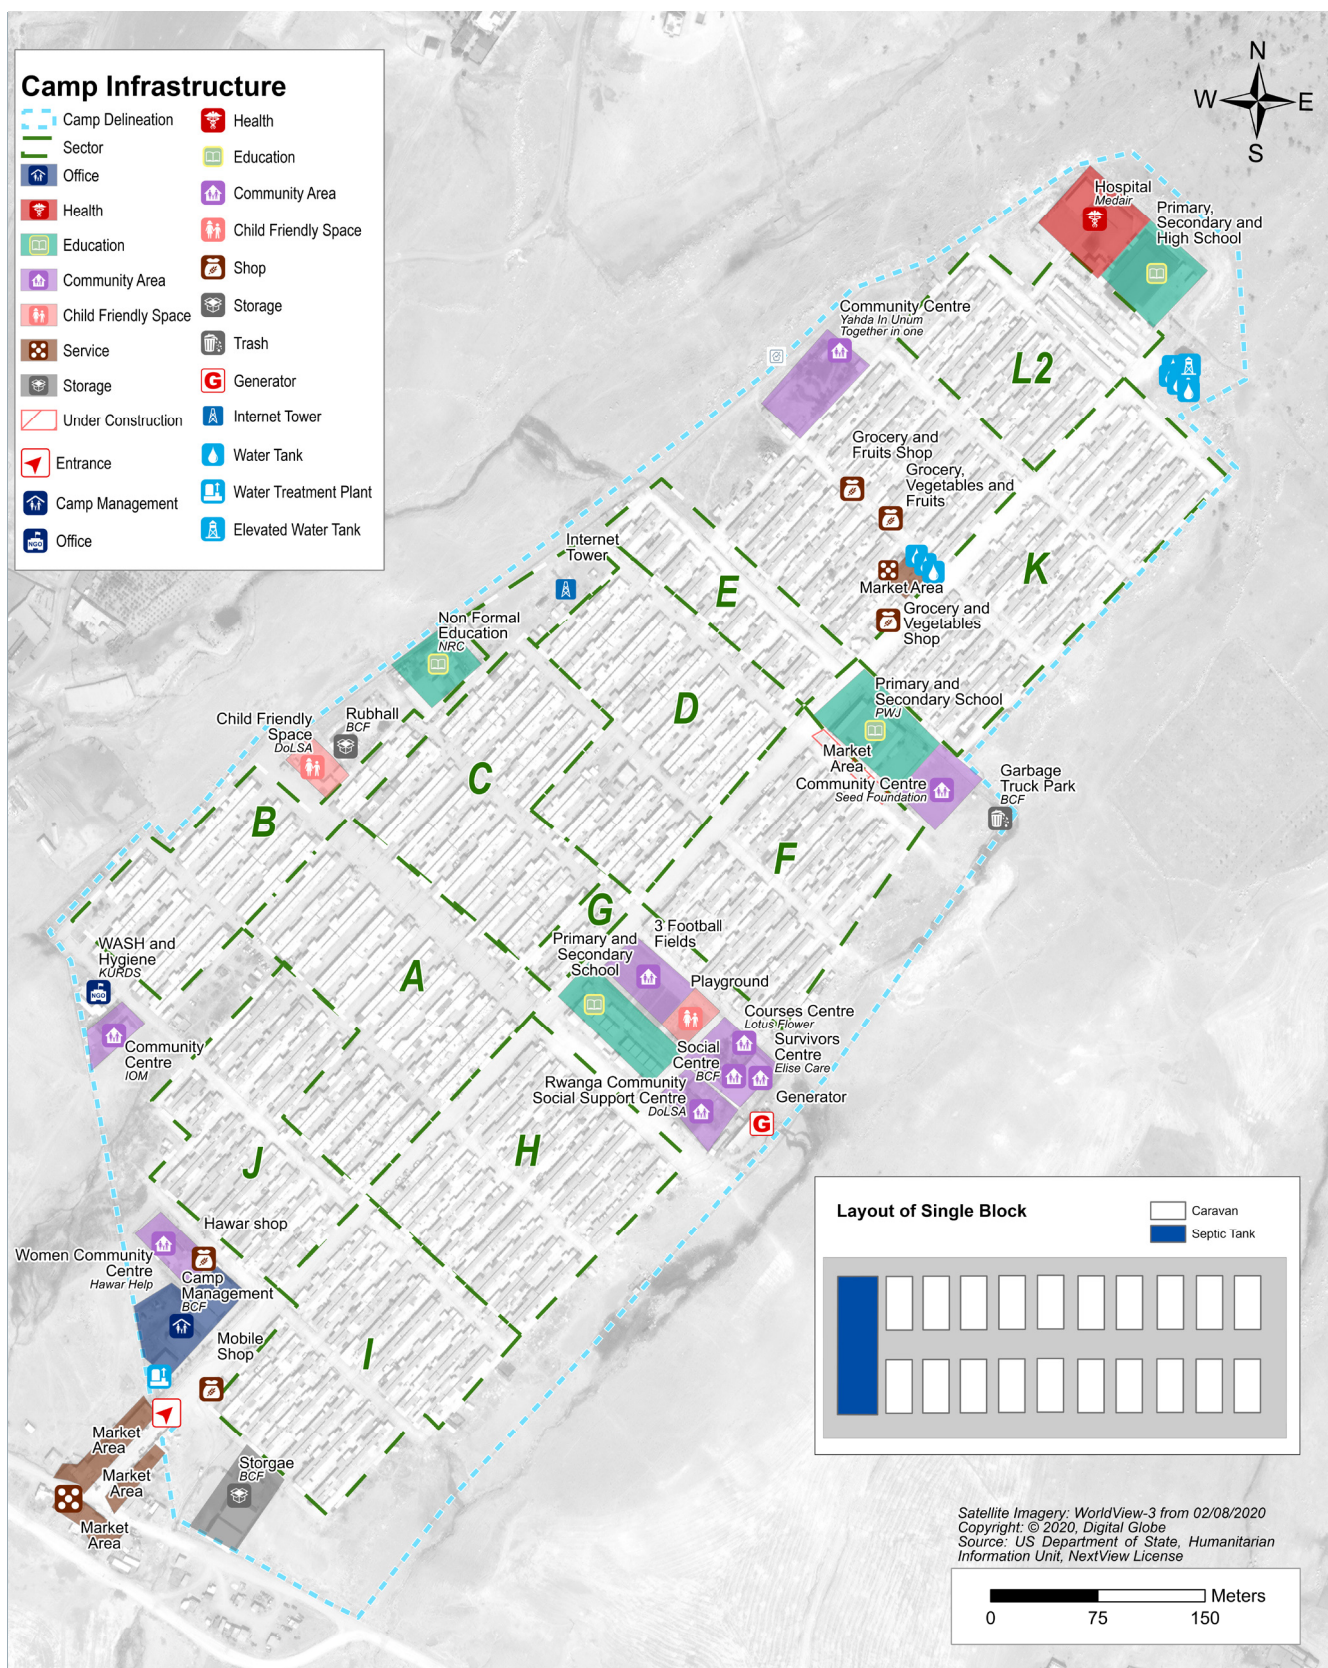 Camp Infrastructure
Camp Delineation
Sector
Office
Health
Education
Community Area
Child Friendly Space
Service
Storage
Under Construction
Entrance
Camp Management
NGO
Office
Health
Education
Community Area
Child Friendly Space
Shop
Storage
Trash
G
Generator
Internet Tower
Water Tank
Water Treatment Plant
Elevated Water Tank
N
W
E
S
Hospital
Medair
Primary,
Secondary and
High School
Community Centre
Yahda In Unum
Together in one
L2
Grocery and
Fruits Shop
Grocery,
Vegetables and
Fruits
Internet
Tower
E
K
Market Area
Grocery and
Vegetables
Shop
Non Formal
Education
NRC
Primary and
Secondary School
PWJ
D
Rubhall
BCF
Child Friendly
Space
DoLSA
Market
Area
Community Centre
Seed Foundation
Garbage
Truck Park
BCF
C
B
F
G
3 Football
Fields
Primary and
Secondary
School
WASH and
Hygiene
KURDS
NGO
A
Playground
Courses Centre
Lotus Flower
Survivors
Centre
Elise Care
Social
Centre
BCF
Community
Centre
IOM
Rwanga Community
Social Support Centre
DoLSA
Generator
G
H
J
Hawar shop
Women Community
Centre
Hawar Help
Camp
Management
BCF
Mobile
Shop
I
Market
Area
Market
Area
Market
Area
Storgae
BCF
Layout of Single Block
Caravan
Septic Tank
Satellite Imagery: WorldView-3 from 02/08/2020
Copyright: © 2020, Digital Globe
Source: US Department of State, Humanitarian
Information Unit, NextView License
Meters
0 75 150